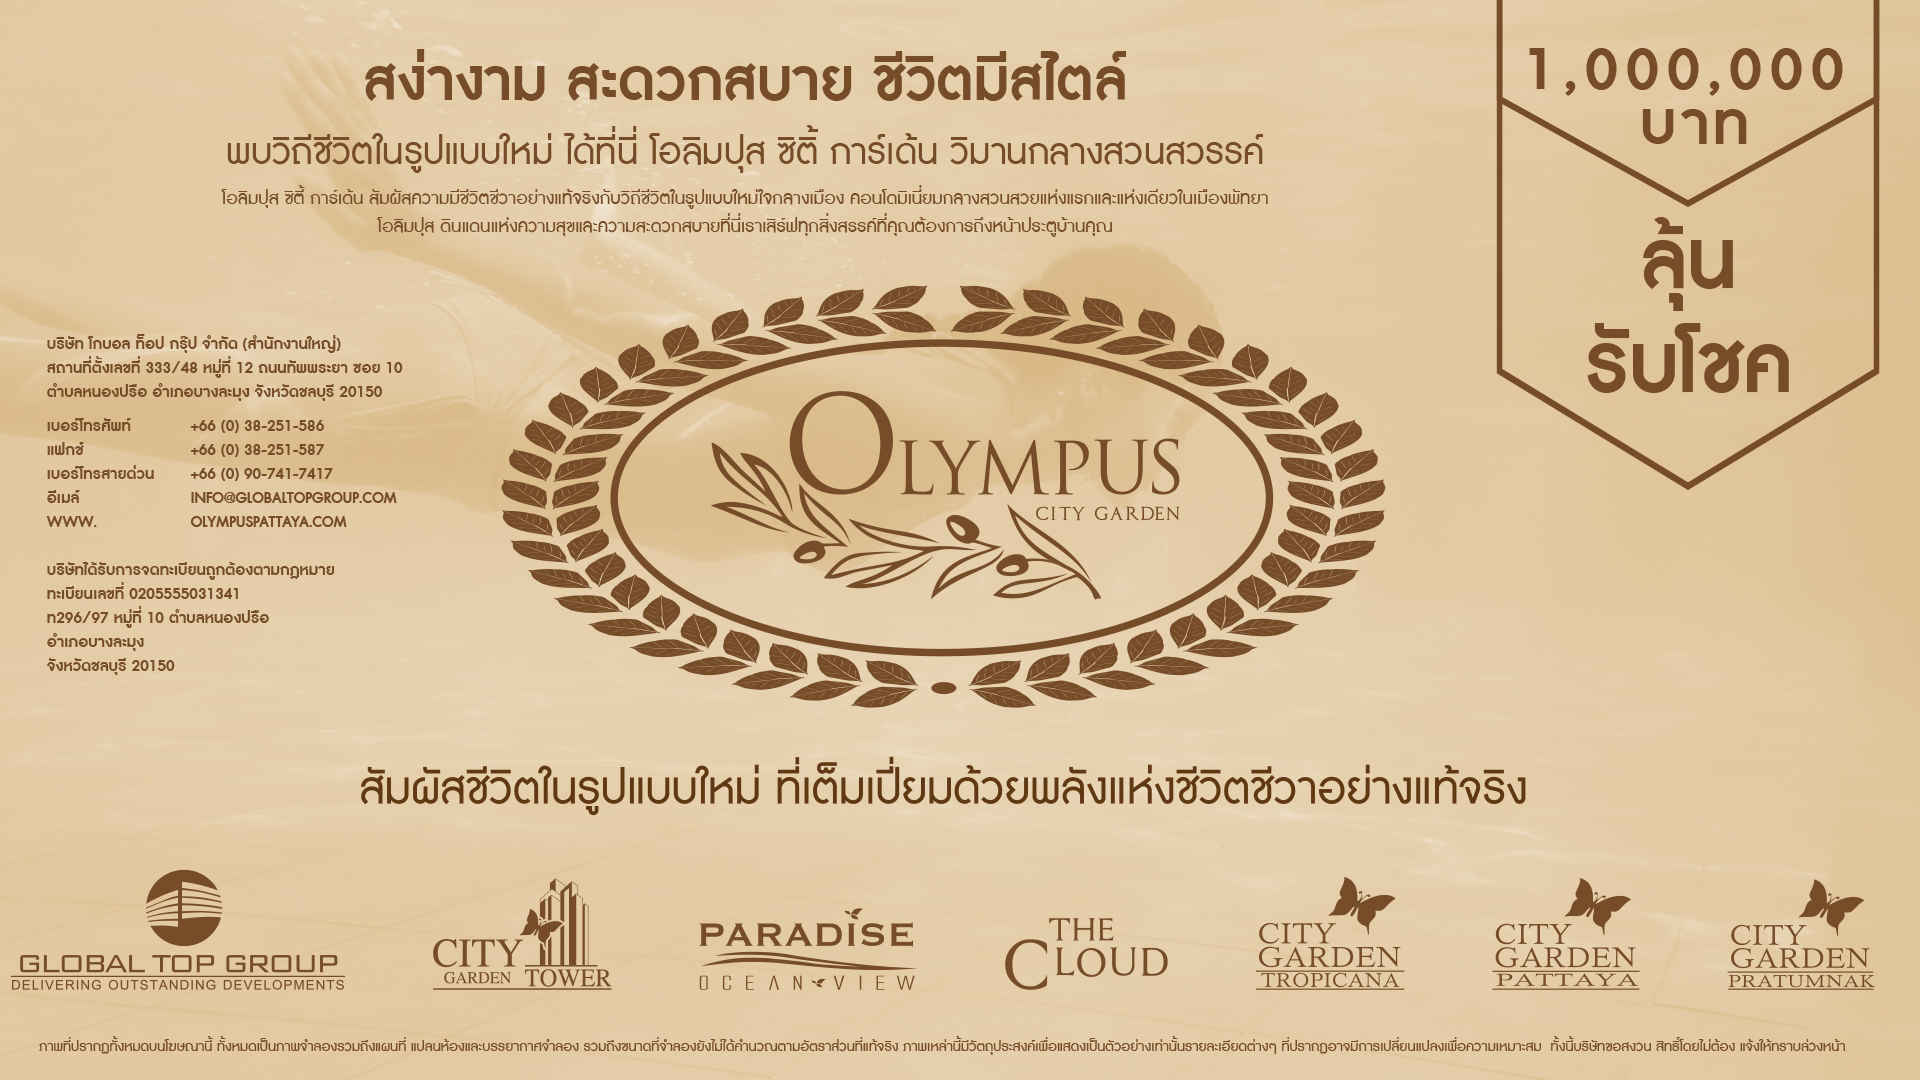 สง่างาม สะดวกสบาย ชีวิตมีสไตล์
พบวิถีชีวิตในรูปแบบใหม่ ได้ที่นี่ โอลิมปุส ซิตี้ การ์เด้น วิมานกลางสวนสวรรค์
โอลิมปุส ซิตี้ การ์เด้น สัมผัสความมีชีวิตชีวาอย่างแท้จริงกับวิถีชีวิตในรูปแบบใหม่ใจกลางเมือง คอนโดมิเนี่ยมกลางสวนสวยแห่งแรกและแห่งเดียวในเมืองพัทยา
โอลิมปุส ดินแดนแห่งความสุขและความสะดวกสบายที่นี่เราเสิร์ฟทุกสิ่งสรรค์ที่คุณต้องการถึงหน้าประตูบ้านคุณ
1,000,000
บาท
ลุ้น
รับโชค
บริษัท โกบอล ท็อป กรุ๊ป จำกัด (สำนักงานใหญ่)
สถานที่ตั้งเลขที่ 333/48 หมู่ที่ 12 ถนนทัพพระยา ซอย 10
ตำบลหนองปรือ อำเภอบางละมุง จังหวัดชลบุรี 20150
เบอร์โทรศัพท์ +66 (0) 38-251-586
แฟกซ์ +66 (0) 38-251-587
เบอร์โทรสายด่วน +66 (0) 90-741-7417
อีเมล์ INFO@GLOBALTOPGROUP.COM
WWW. OLYMPUSPATTAYA.COM
บริษัทได้รับการจดทะเบียนถูกต้องตามกฎหมาย
ทะเบียนเลขที่ 0205555031341
ท296/97 หมู่ที่ 10 ตำบลหนองปรือ
อำเภอบางละมุง
จังหวัดชลบุรี 20150
OLYMPUS
CITY GARDEN
สัมผัสชีวิตในรูปแบบใหม่ ที่เต็มเปี่ยมด้วยพลังแห่งชีวิตชีวาอย่างแท้จริง
GLOBAL TOP GROUP
DELIVERING OUTSTANDING DEVELOPMENTS
CITY
GARDEN TOWER
PARADISE
OCEAN VIEW
THE
CLOUD
CITY
GARDEN
TROPICANA
CITY
GARDEN
PATTAYA
CITY
GARDEN
PRATUMNAK
ภาพที่ปรากฏทั้งหมดบนโฆษณานี้ ทั้งหมดเป็นภาพจำลองรวมถึงแผนที่ แปลนห้องและบรรยากาศจำลอง รวมถึงขนาดที่จำลองยังไม่ได้คำนวณตามอัตราส่วนที่แท้จริง ภาพเหล่านี้มีวัตถุประสงค์เพื่อแสดงเป็นตัวอย่างเท่านั้นรายละเอียดต่างๆ ที่ปรากฏอาจมีการเปลี่ยนแปลงเพื่อความเหมาะสม ทั้งนี้บริษัทขอสงวน สิทธิ์โดยไม่ต้อง แจ้งให้ทราบล่วงหน้า